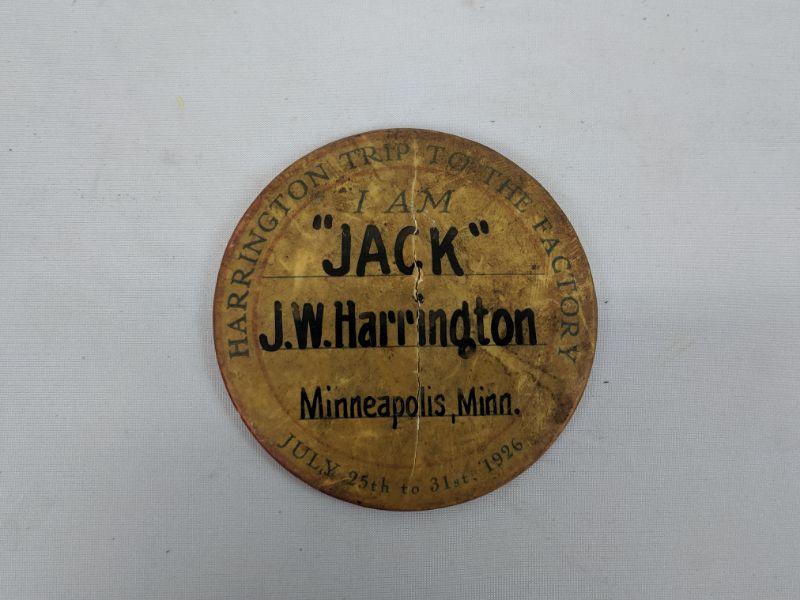 HARRINGTON TRIP TO THE FACTORY
I AM
"JACK"
J.W.Harrington
Minneapolis, Minn.
JULY 25th to 31st. 1926